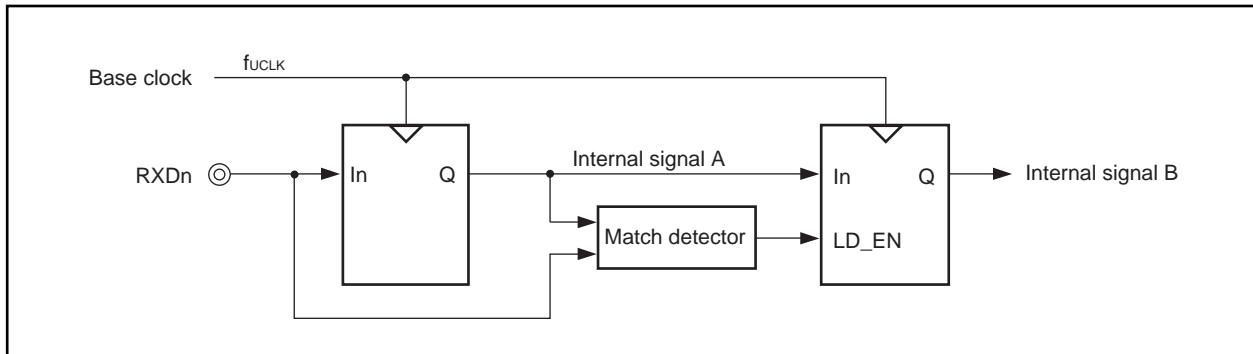 Base clock
fUCLK
RXDn
In
Q
Internal signal A
In
Q
Internal signal B
Match detector
LD_EN